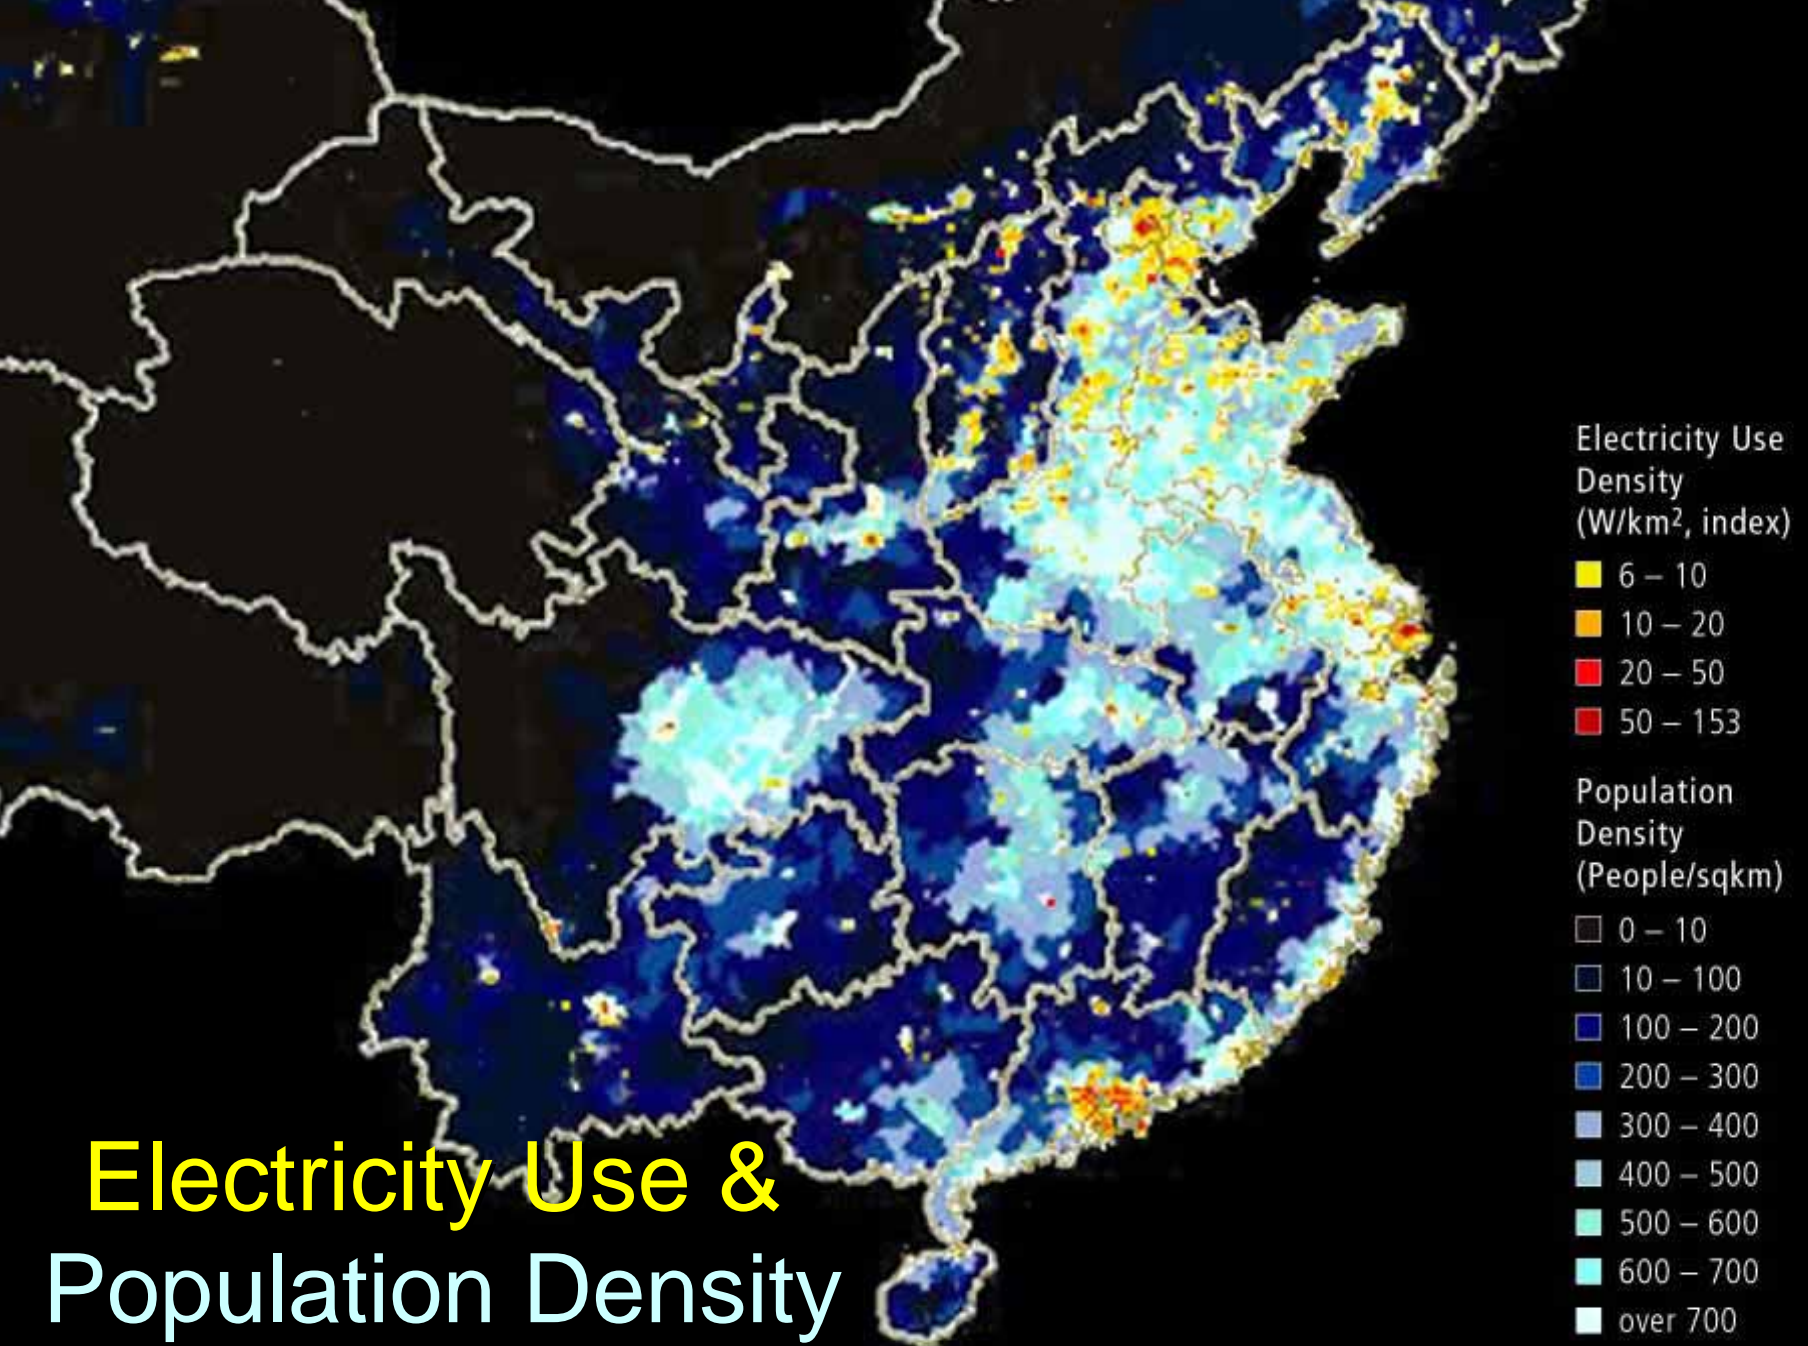 Electricity Use
Density
(W/km², index)
6 – 10
10 – 20
20 – 50
50 – 153
Population
Density
(People/sqkm)
0 – 10
10 – 100
100 – 200
200 – 300
300 – 400
400 – 500
500 – 600
600 – 700
over 700
Electricity Use &
Population Density